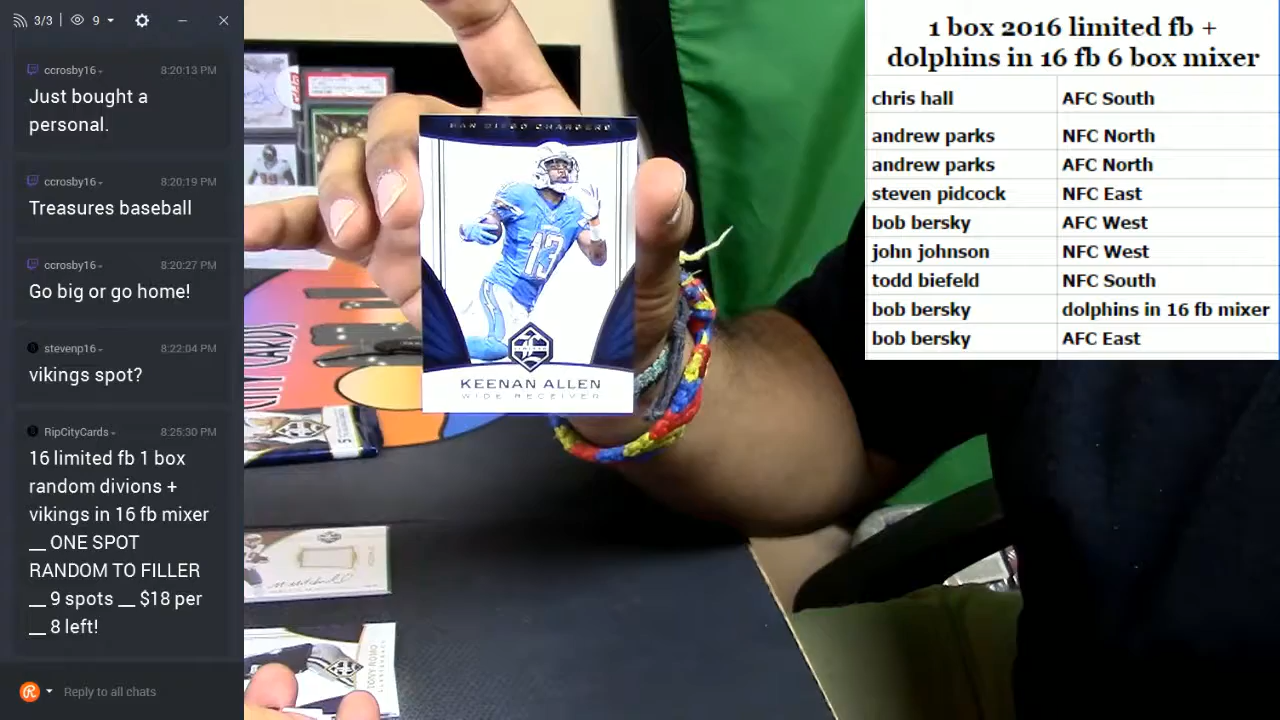 3/3
9
ccrosby16
8:20:13 PM
Just bought a
personal.
ccrosby16
8:20:19 PM
Treasures baseball
ccrosby16
8:20:27 PM
Go big or go home!
stevenp16
8:22:04 PM
vikings spot?
RipCityCards
8:25:30 PM
16 limited fb 1 box
random divions +
vikings in 16 fb mixer
__ ONE SPOT
RANDOM TO FILLER
__ 9 spots __ $18 per
__ 8 left!
Reply to all chats
SAN DIEGO CHARGERS
13
LIMITED
KEENAN ALLEN
WIDE RECEIVER
TONY ROMO
QUARTERBACK
1 box 2016 limited fb +
dolphins in 16 fb 6 box mixer
chris hall AFC South
andrew parks NFC North
andrew parks AFC North
steven pidcock NFC East
bob bersky AFC West
john johnson NFC West
todd biefeld NFC South
bob bersky dolphins in 16 fb mixer
bob bersky AFC East